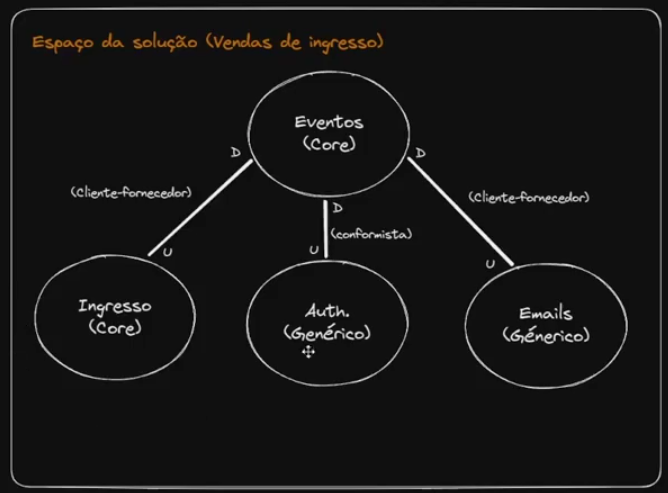 Espaço da solução (Vendas de ingresso)
Eventos
(Core)
D
D
(Cliente-fornecedor)
(Cliente-fornecedor)
D
(conformista)
U
U
U
Ingresso
(Core)
Auth.
(Genérico)
Emails
(Génerico)